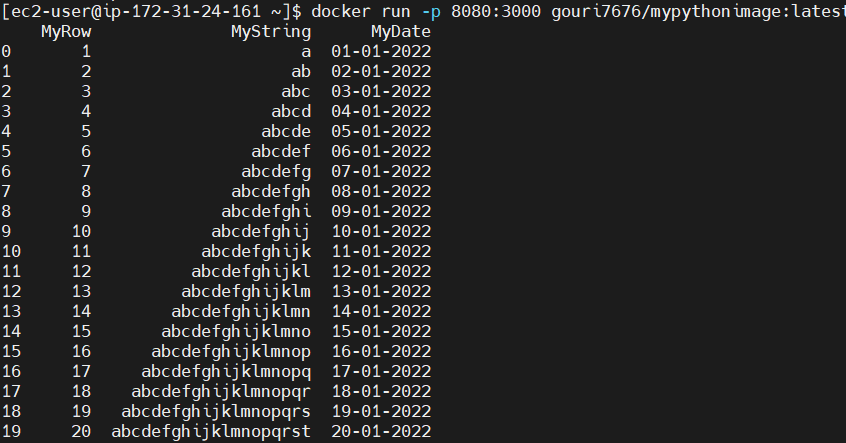 [ec2-user@ip-172-31-24-161 ~]$ docker run -p 8080:3000 gouri7676/mypythonimage:latest
MyRow MyString MyDate
0 1 a 01-01-2022
1 2 ab 02-01-2022
2 3 abc 03-01-2022
3 4 abcd 04-01-2022
4 5 abcde 05-01-2022
5 6 abcdef 06-01-2022
6 7 abcdefg 07-01-2022
7 8 abcdefgh 08-01-2022
8 9 abcdefghi 09-01-2022
9 10 abcdefghij 10-01-2022
10 11 abcdefghijk 11-01-2022
11 12 abcdefghijkl 12-01-2022
12 13 abcdefghijklm 13-01-2022
13 14 abcdefghijklmn 14-01-2022
14 15 abcdefghijklmno 15-01-2022
15 16 abcdefghijklmnop 16-01-2022
16 17 abcdefghijklmnopq 17-01-2022
17 18 abcdefghijklmnopqr 18-01-2022
18 19 abcdefghijklmnopqrs 19-01-2022
19 20 abcdefghijklmnopqrst 20-01-2022